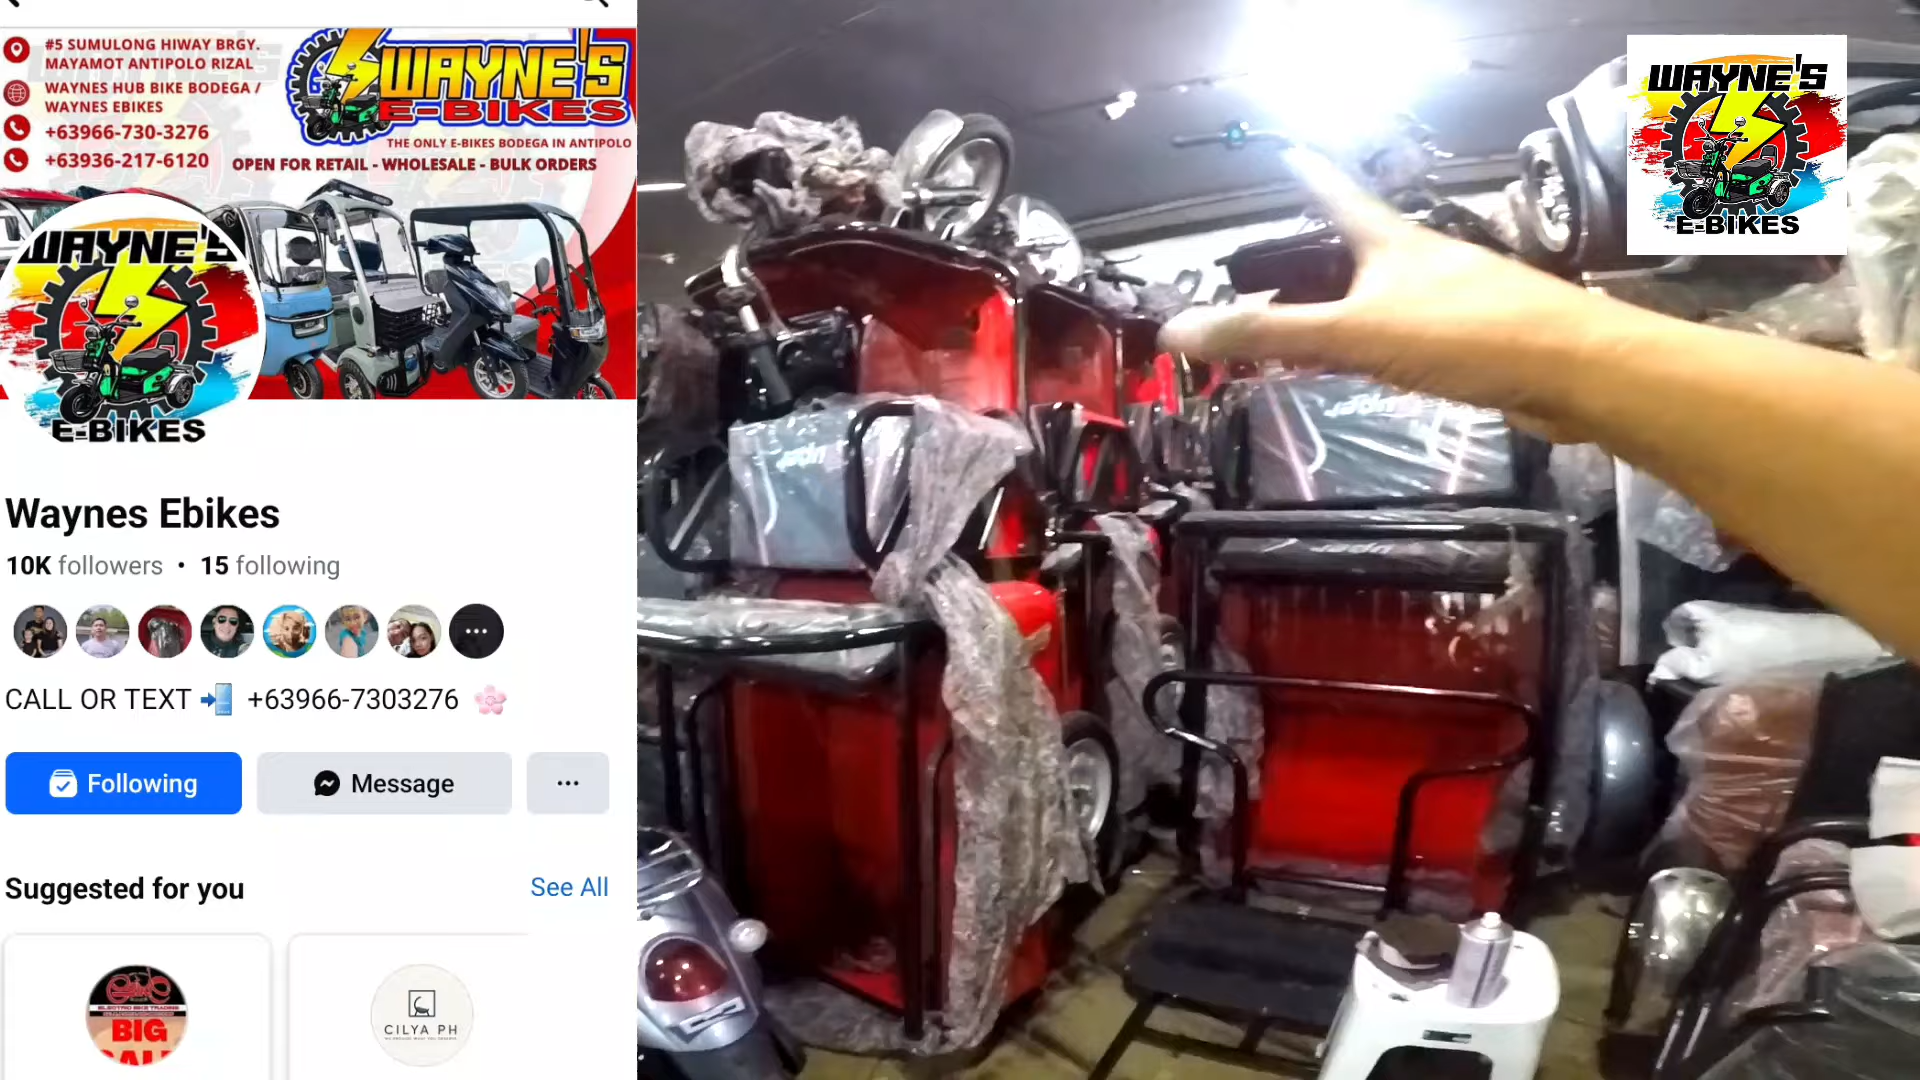 #5 SUMULONG HIWAY BRGY.
MAYAMOT ANTIPOLO RIZAL
WAYNES HUB BIKE BODEGA /
WAYNES EBIKES
+63966-730-3276
+63936-217-6120
WAYNE'S
E-BIKES
THE ONLY E-BIKES BODEGA IN ANTIPOLO
OPEN FOR RETAIL - WHOLESALE - BULK ORDERS
WAYNE'S
E-BIKES
Waynes Ebikes
10K followers • 15 following
CALL OR TEXT 📲 +63966-7303276 🌸
Following
Message
Suggested for you
See All
BIG
CILYA PH
WAYNE'S
E-BIKES